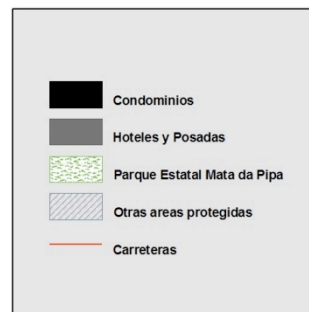 Condominios
Hoteles y Posadas
Parque Estatal Mata da Pipa
Otras areas protegidas
Carreteras